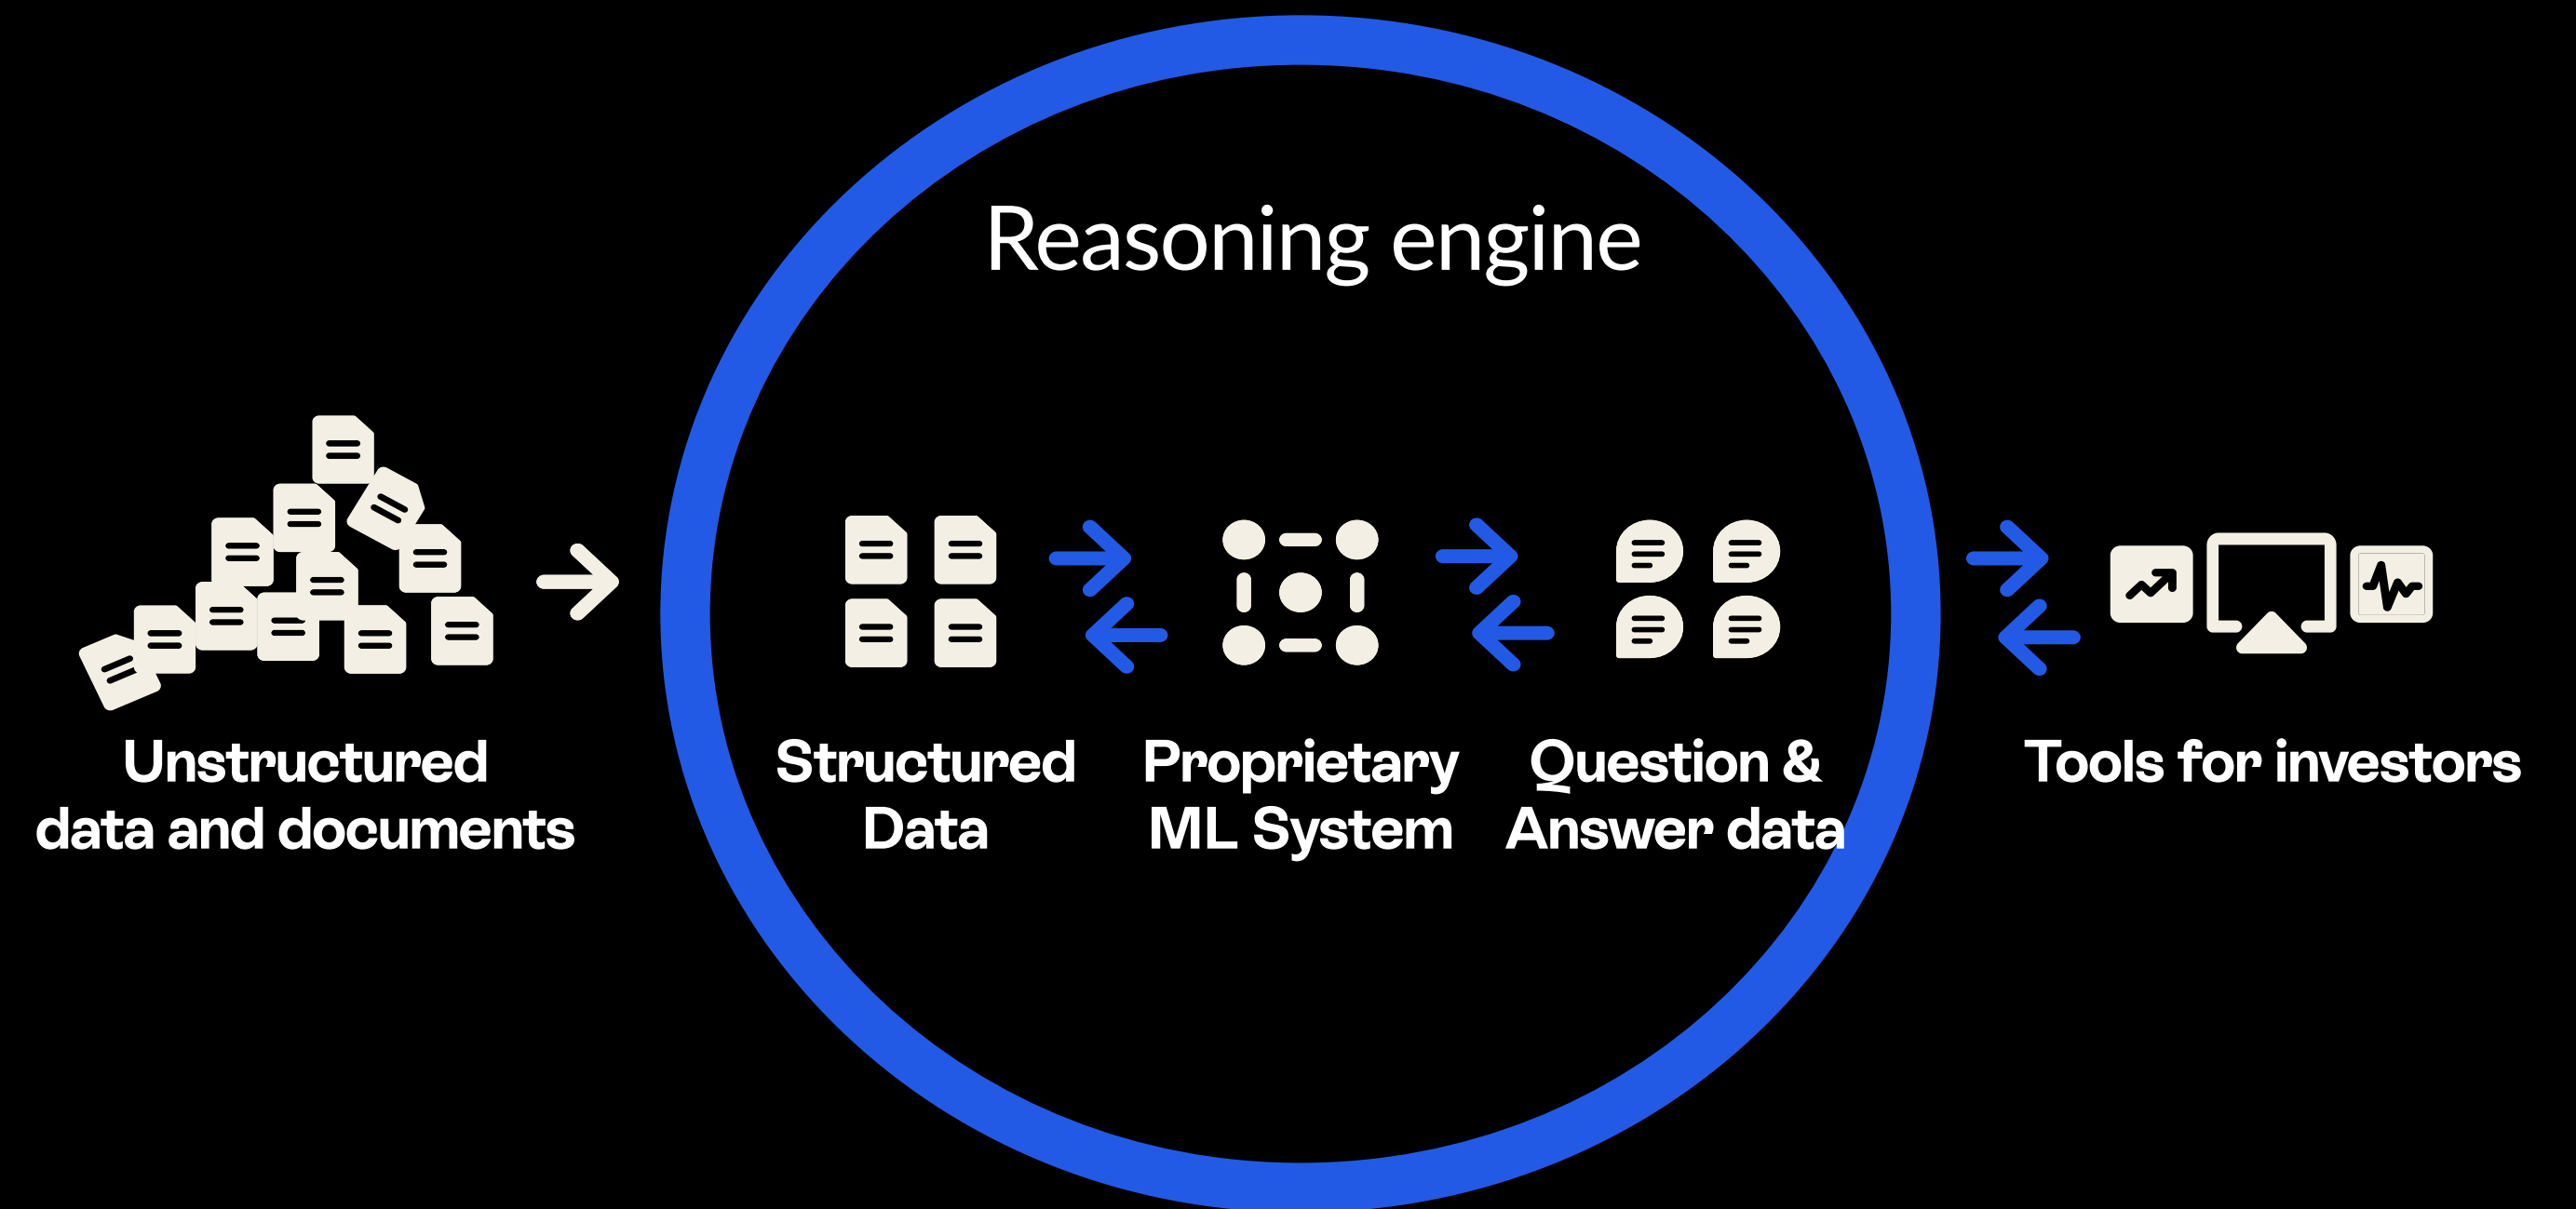 Reasoning engine
Unstructured
data and documents
Structured
Data
Proprietary
ML System
Question &
Answer data
Tools for investors